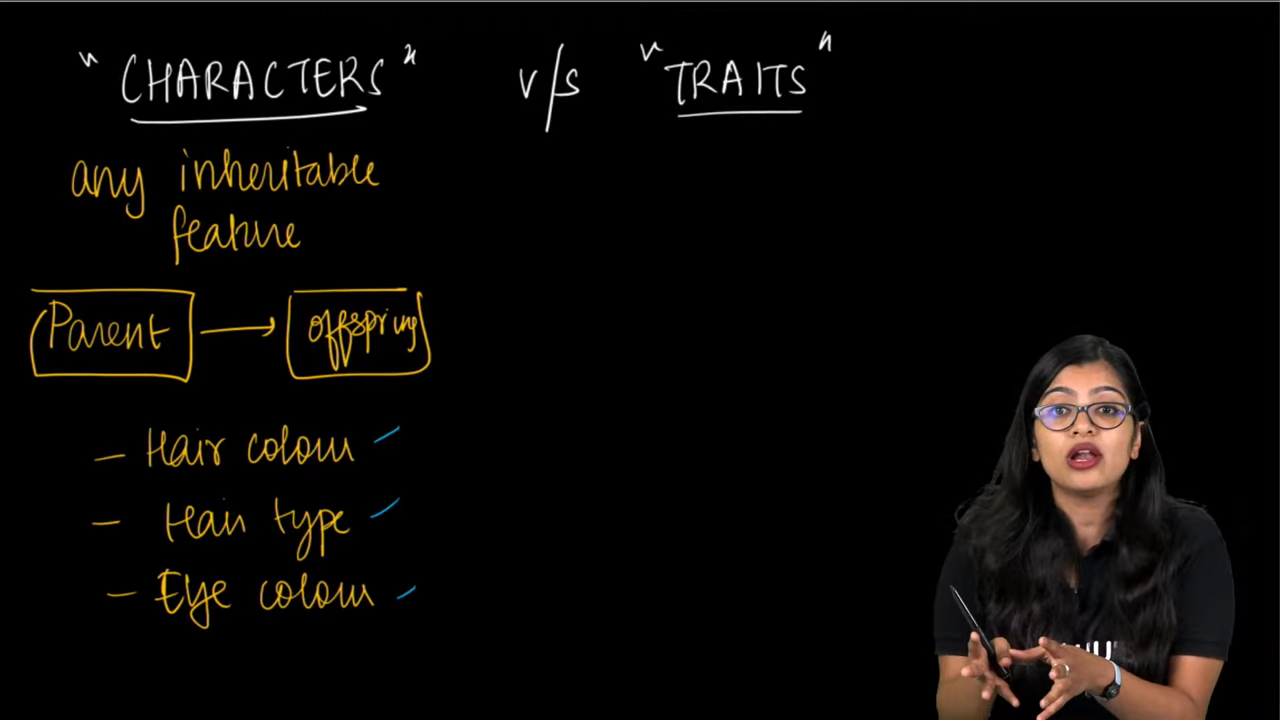 "CHARACTERS" v/s "TRAITS"
any inheritable
feature
Parent → offspring
- Hair colour
- Hair type
- Eye colour